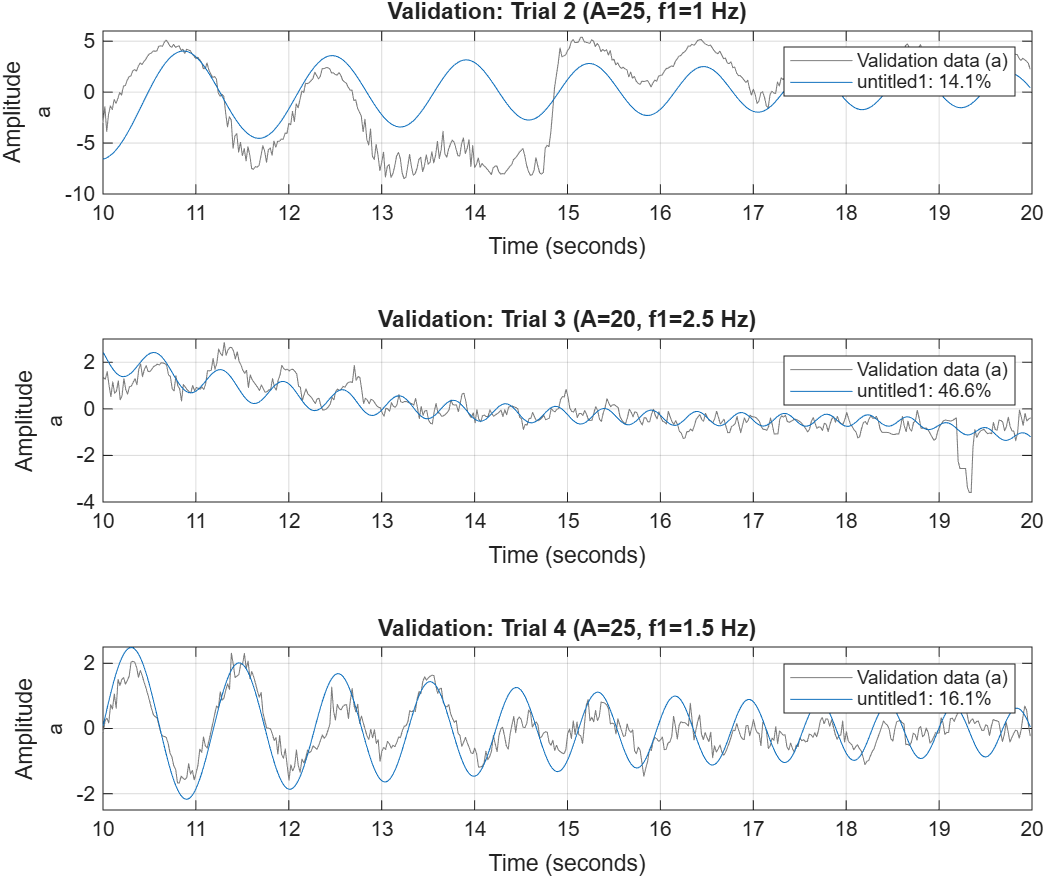 Validation: Trial 2 (A=25, f1=1 Hz)
Amplitude
a
5
0
-5
-10
Validation data (a)
untitled1: 14.1%
10 11 12 13 14 15 16 17 18 19 20
Time (seconds)
Validation: Trial 3 (A=20, f1=2.5 Hz)
Amplitude
a
2
0
-2
-4
Validation data (a)
untitled1: 46.6%
10 11 12 13 14 15 16 17 18 19 20
Time (seconds)
Validation: Trial 4 (A=25, f1=1.5 Hz)
Amplitude
a
2
0
-2
Validation data (a)
untitled1: 16.1%
10 11 12 13 14 15 16 17 18 19 20
Time (seconds)